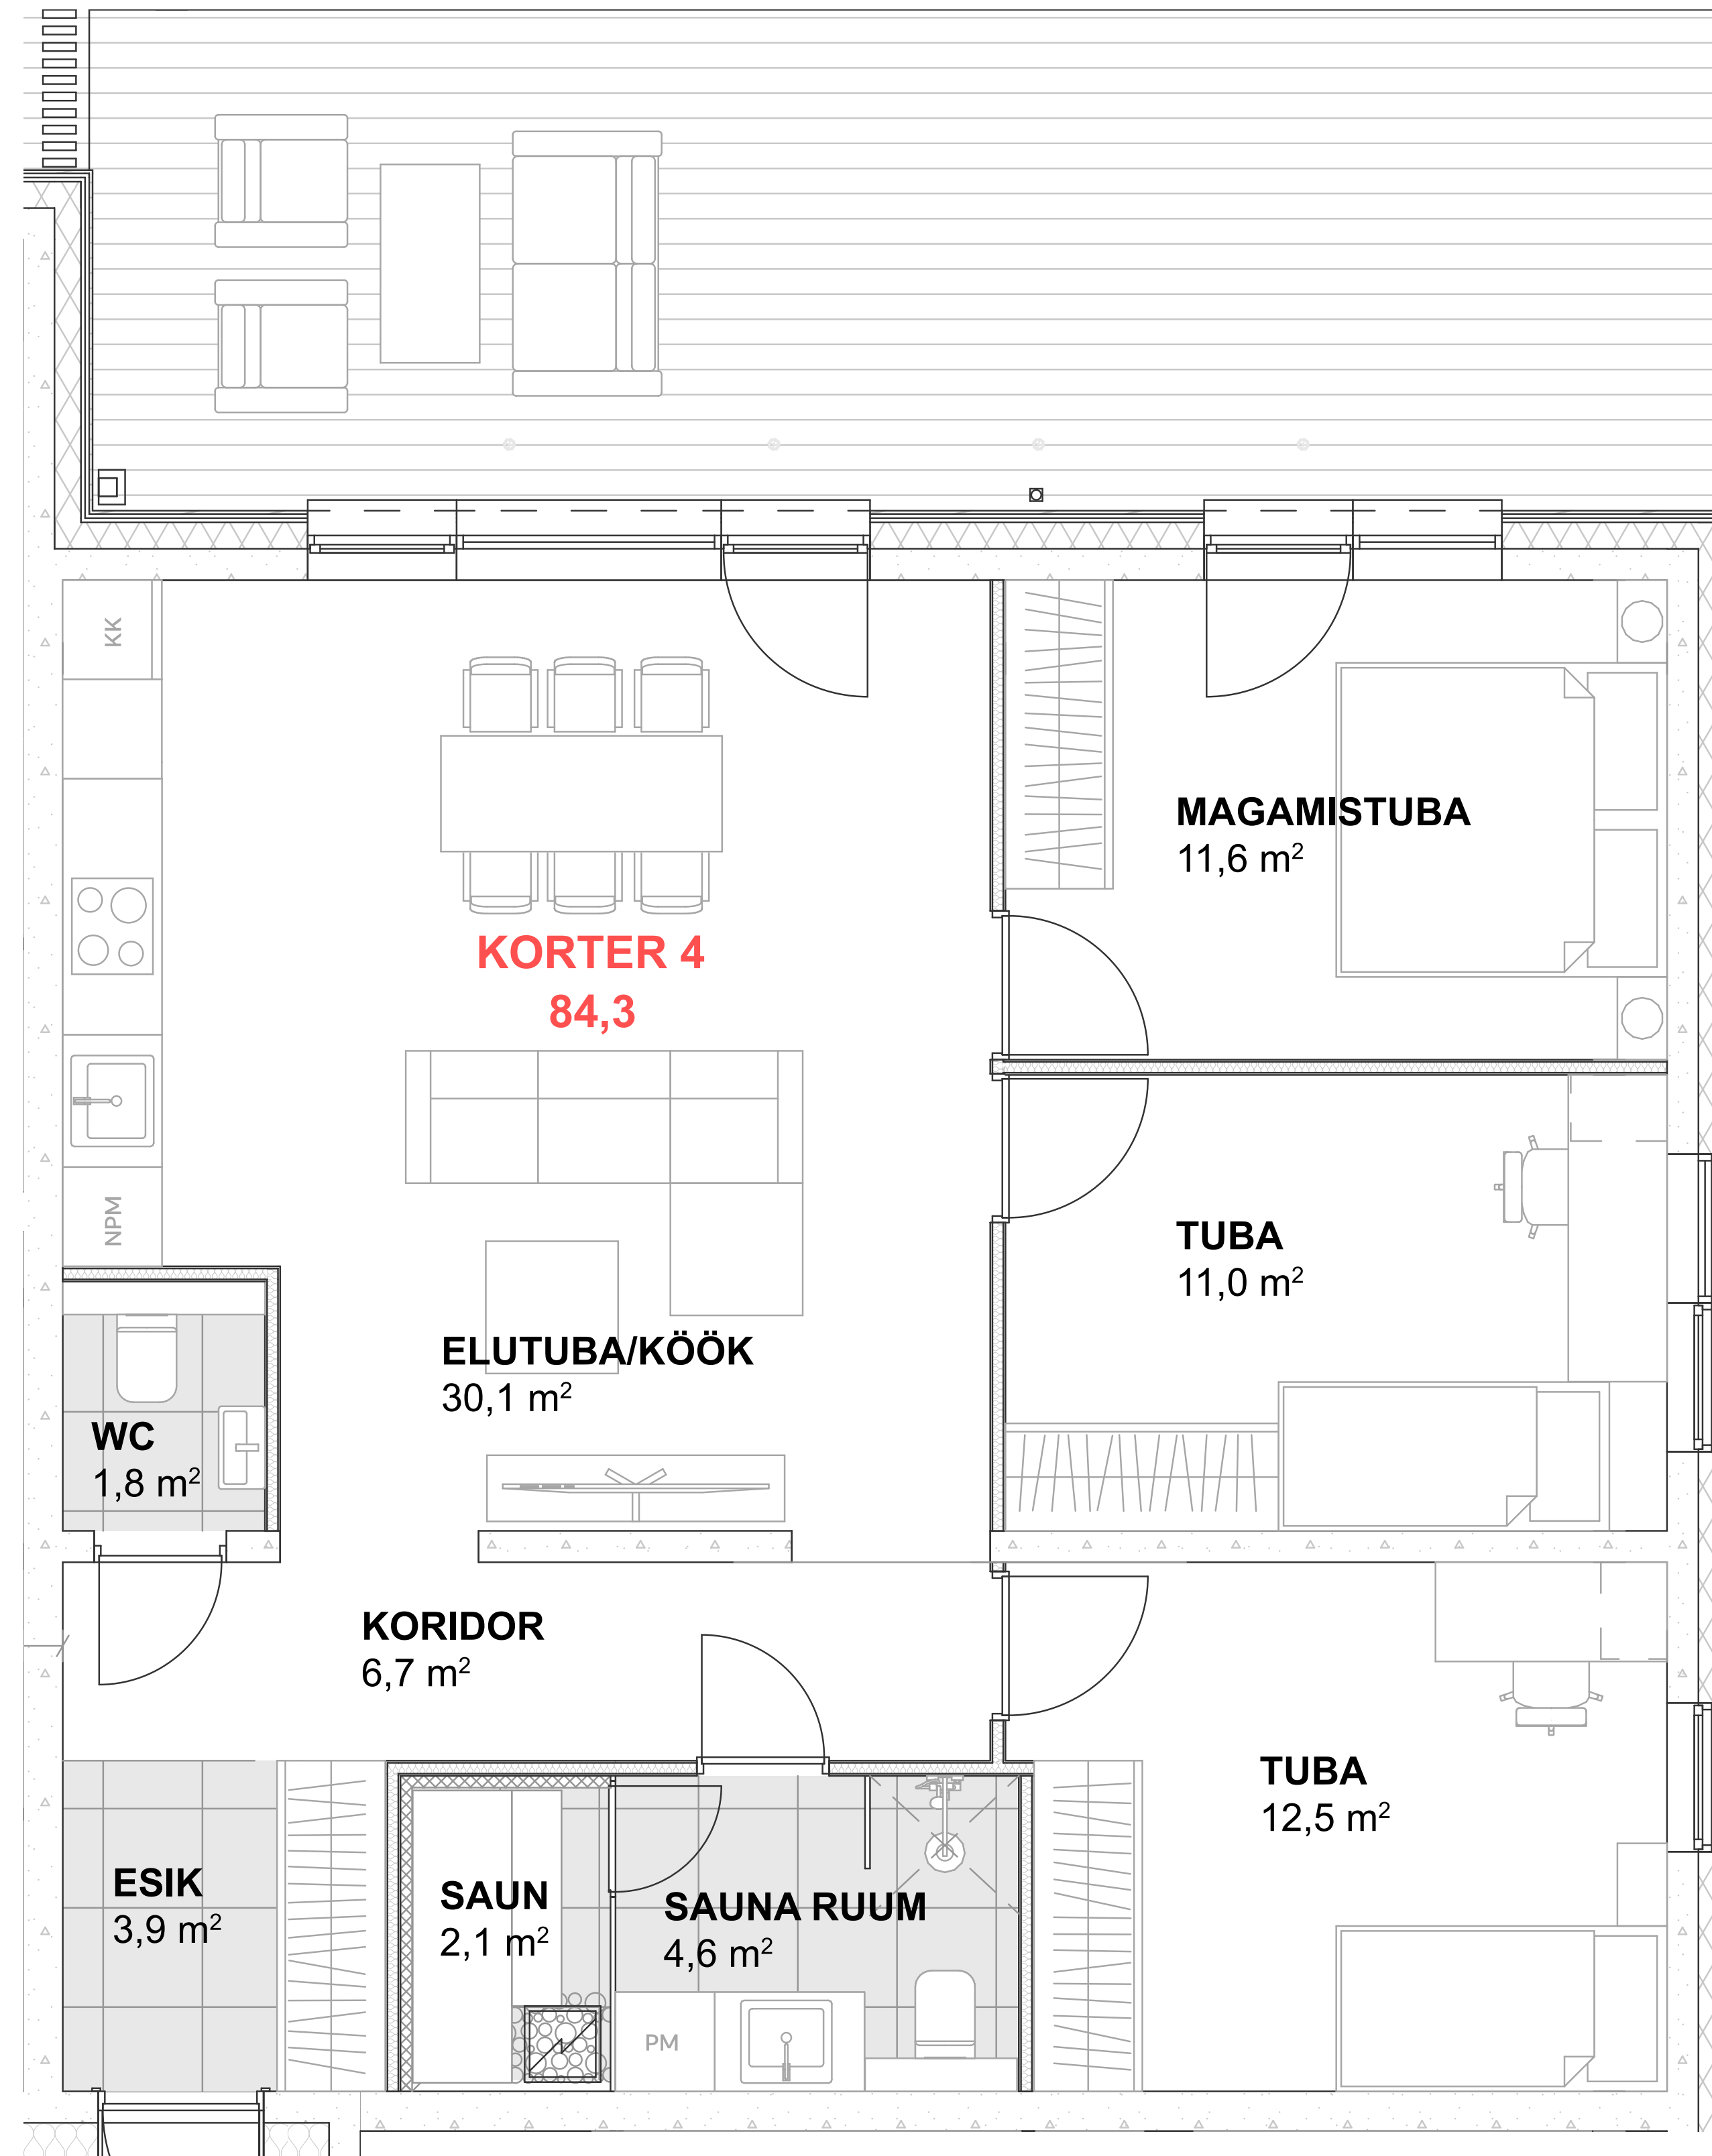 KK
MAGAMISTUBA
11,6 m²
KORTER 4
84,3
NPM
TUBA
11,0 m²
ELUTUBA/KÖÖK
30,1 m²
WC
1,8 m²
KORIDOR
6,7 m²
TUBA
12,5 m²
ESIK
3,9 m²
SAUN
2,1 m²
SAUNA RUUM
4,6 m²
PM